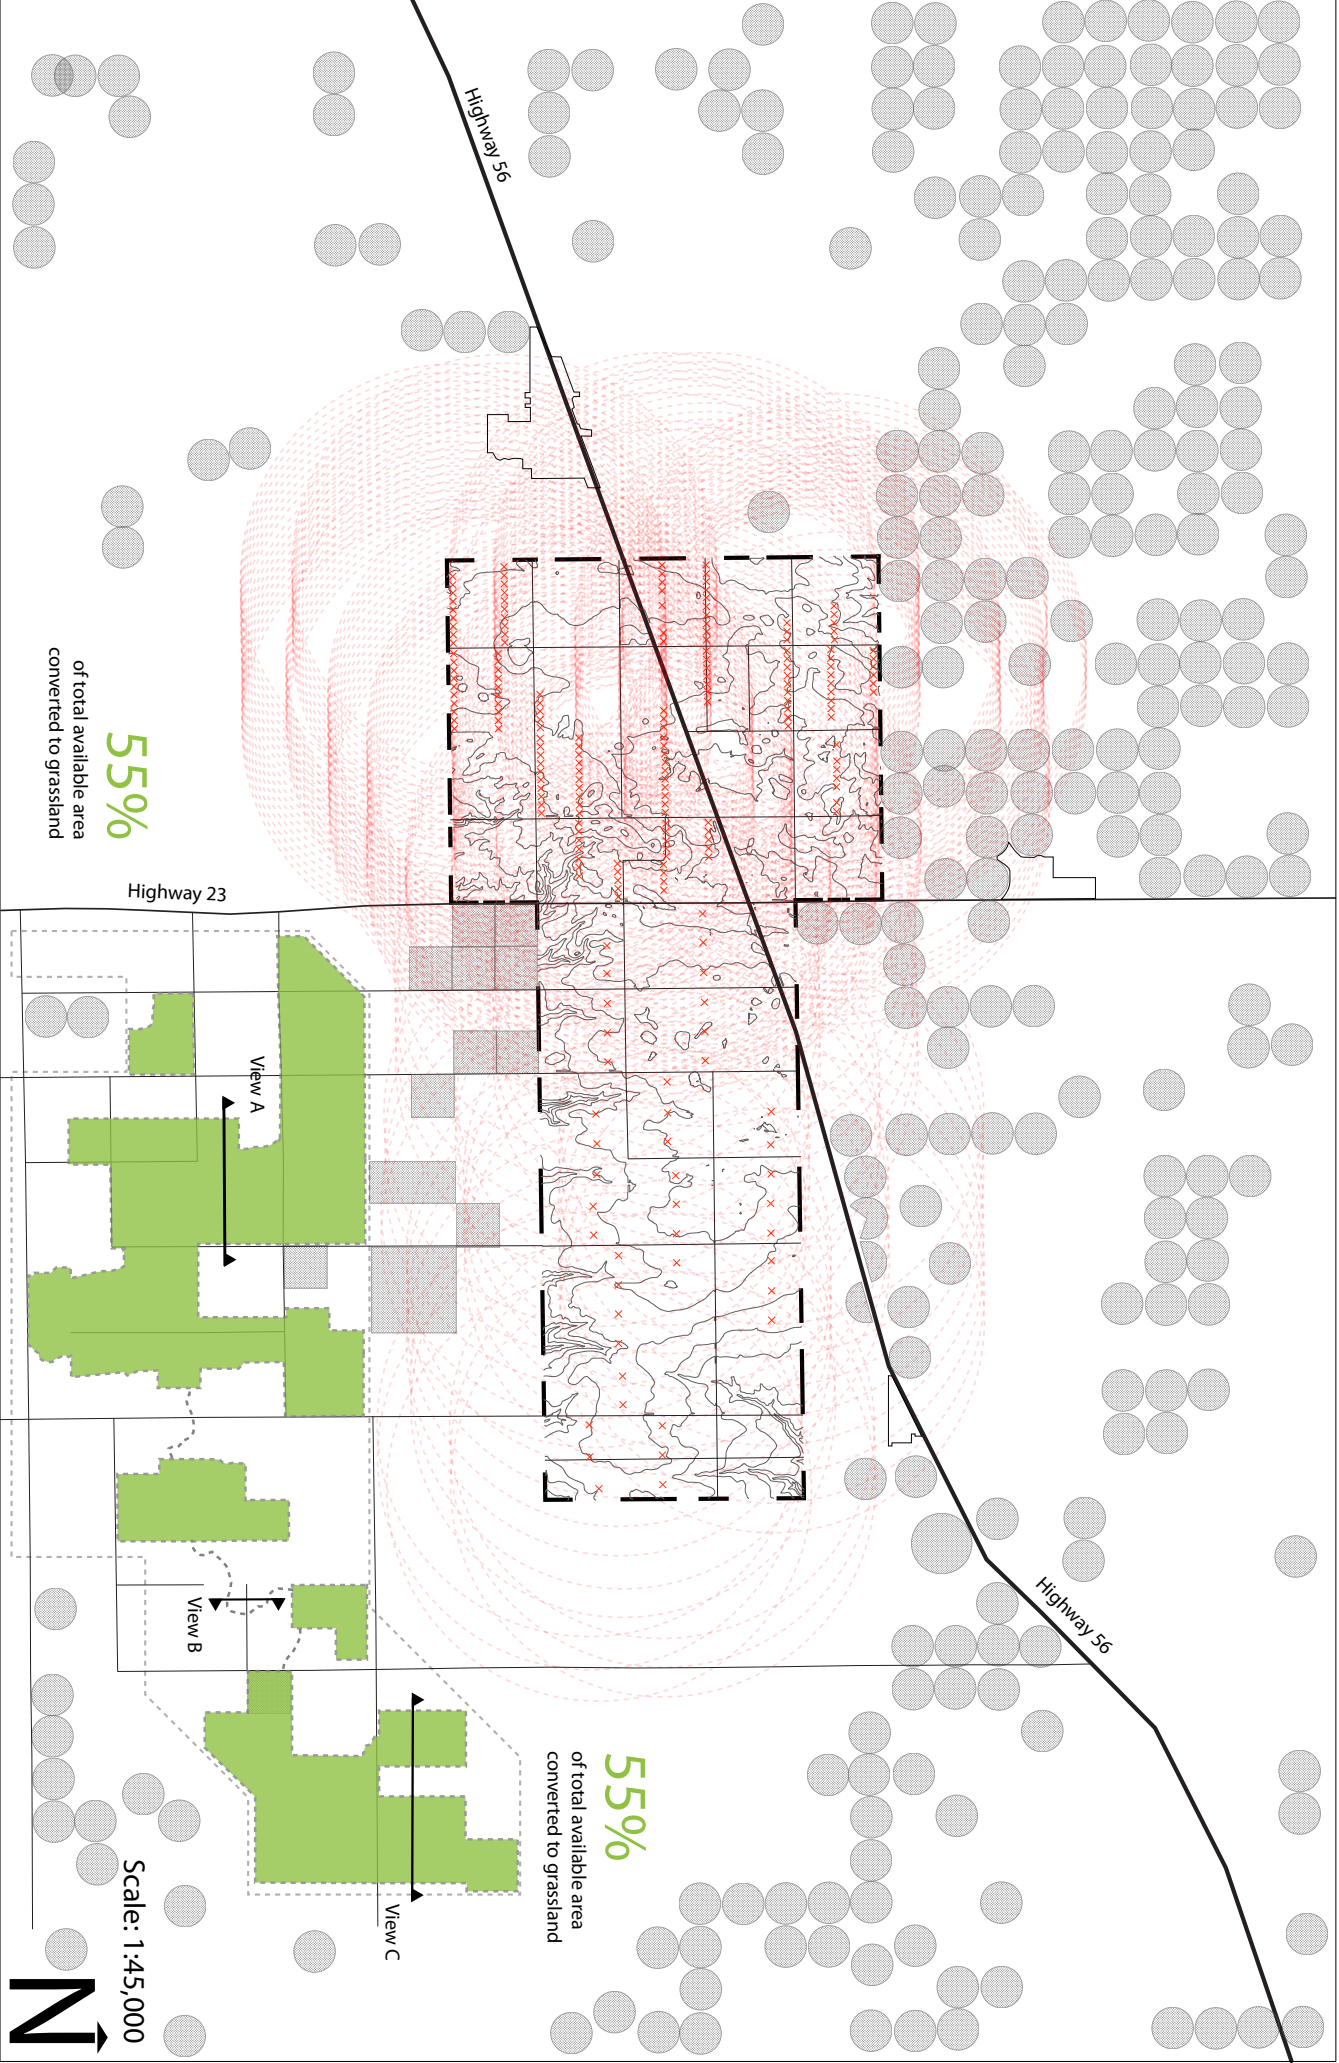 Highway 56
55%
of total available area
converted to grassland
Highway 23
View A
View B
Highway 56
55%
of total available area
converted to grassland
View C
Scale: 1:45,000
N